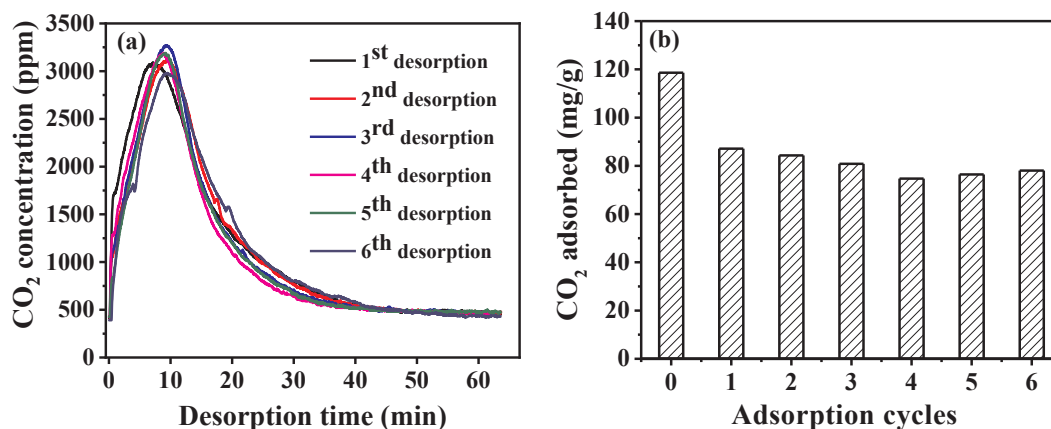 (a)
CO2 concentration (ppm)
3500
3000
2500
2000
1500
1000
500
0
1st desorption
2nd desorption
3rd desorption
4th desorption
5th desorption
6th desorption
0 10 20 30 40 50 60
Desorption time (min)
(b)
CO2 adsorbed (mg/g)
140
120
100
80
60
40
20
0
0 1 2 3 4 5 6
Adsorption cycles